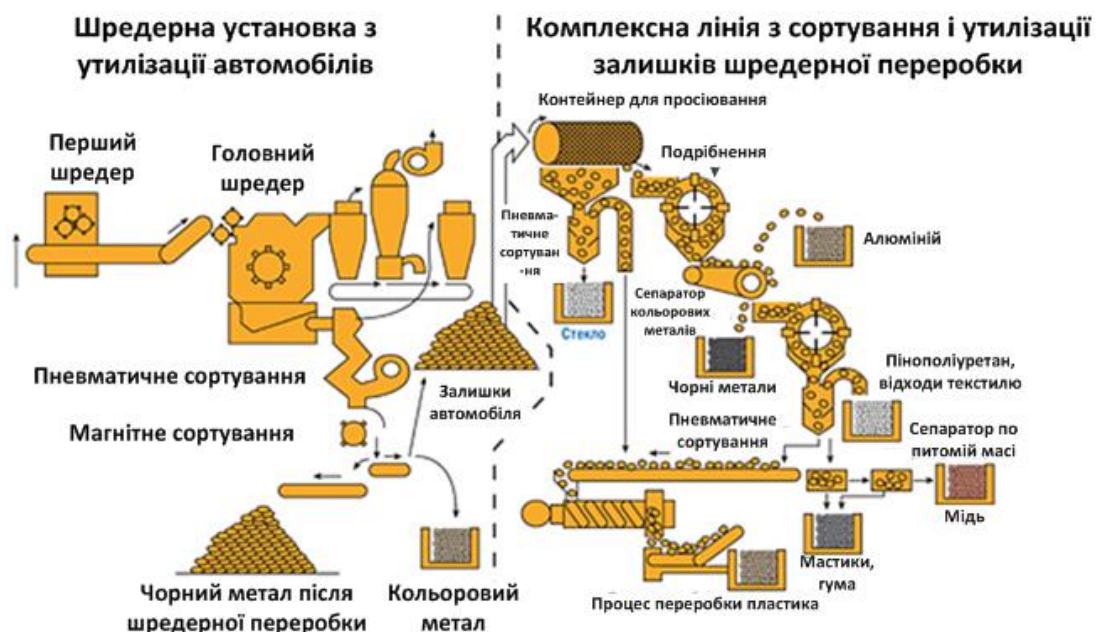 Шредерна установка з
утилізації автомобілів
Комплексна лінія з сортування і утилізації
залишків шредерної переробки
Контейнер для просіювання
Перший
шредер
Головний
шредер
Подрібнення
Пневма-
тичне
сортуван
-ня
Алюміній
Стекло
Сепаратор
кольорових
металів
Чорні метали
Пінополіуретан,
відходи текстилю
Пневматичне сортування
Залишки
автомобіля
Магнітне сортування
Пневматичне
сортування
Сепаратор по
питомій масі
Мідь
Мастики,
гума
Процес переробки пластика
Чорний метал після
шредерної переробки
Кольоровий
метал